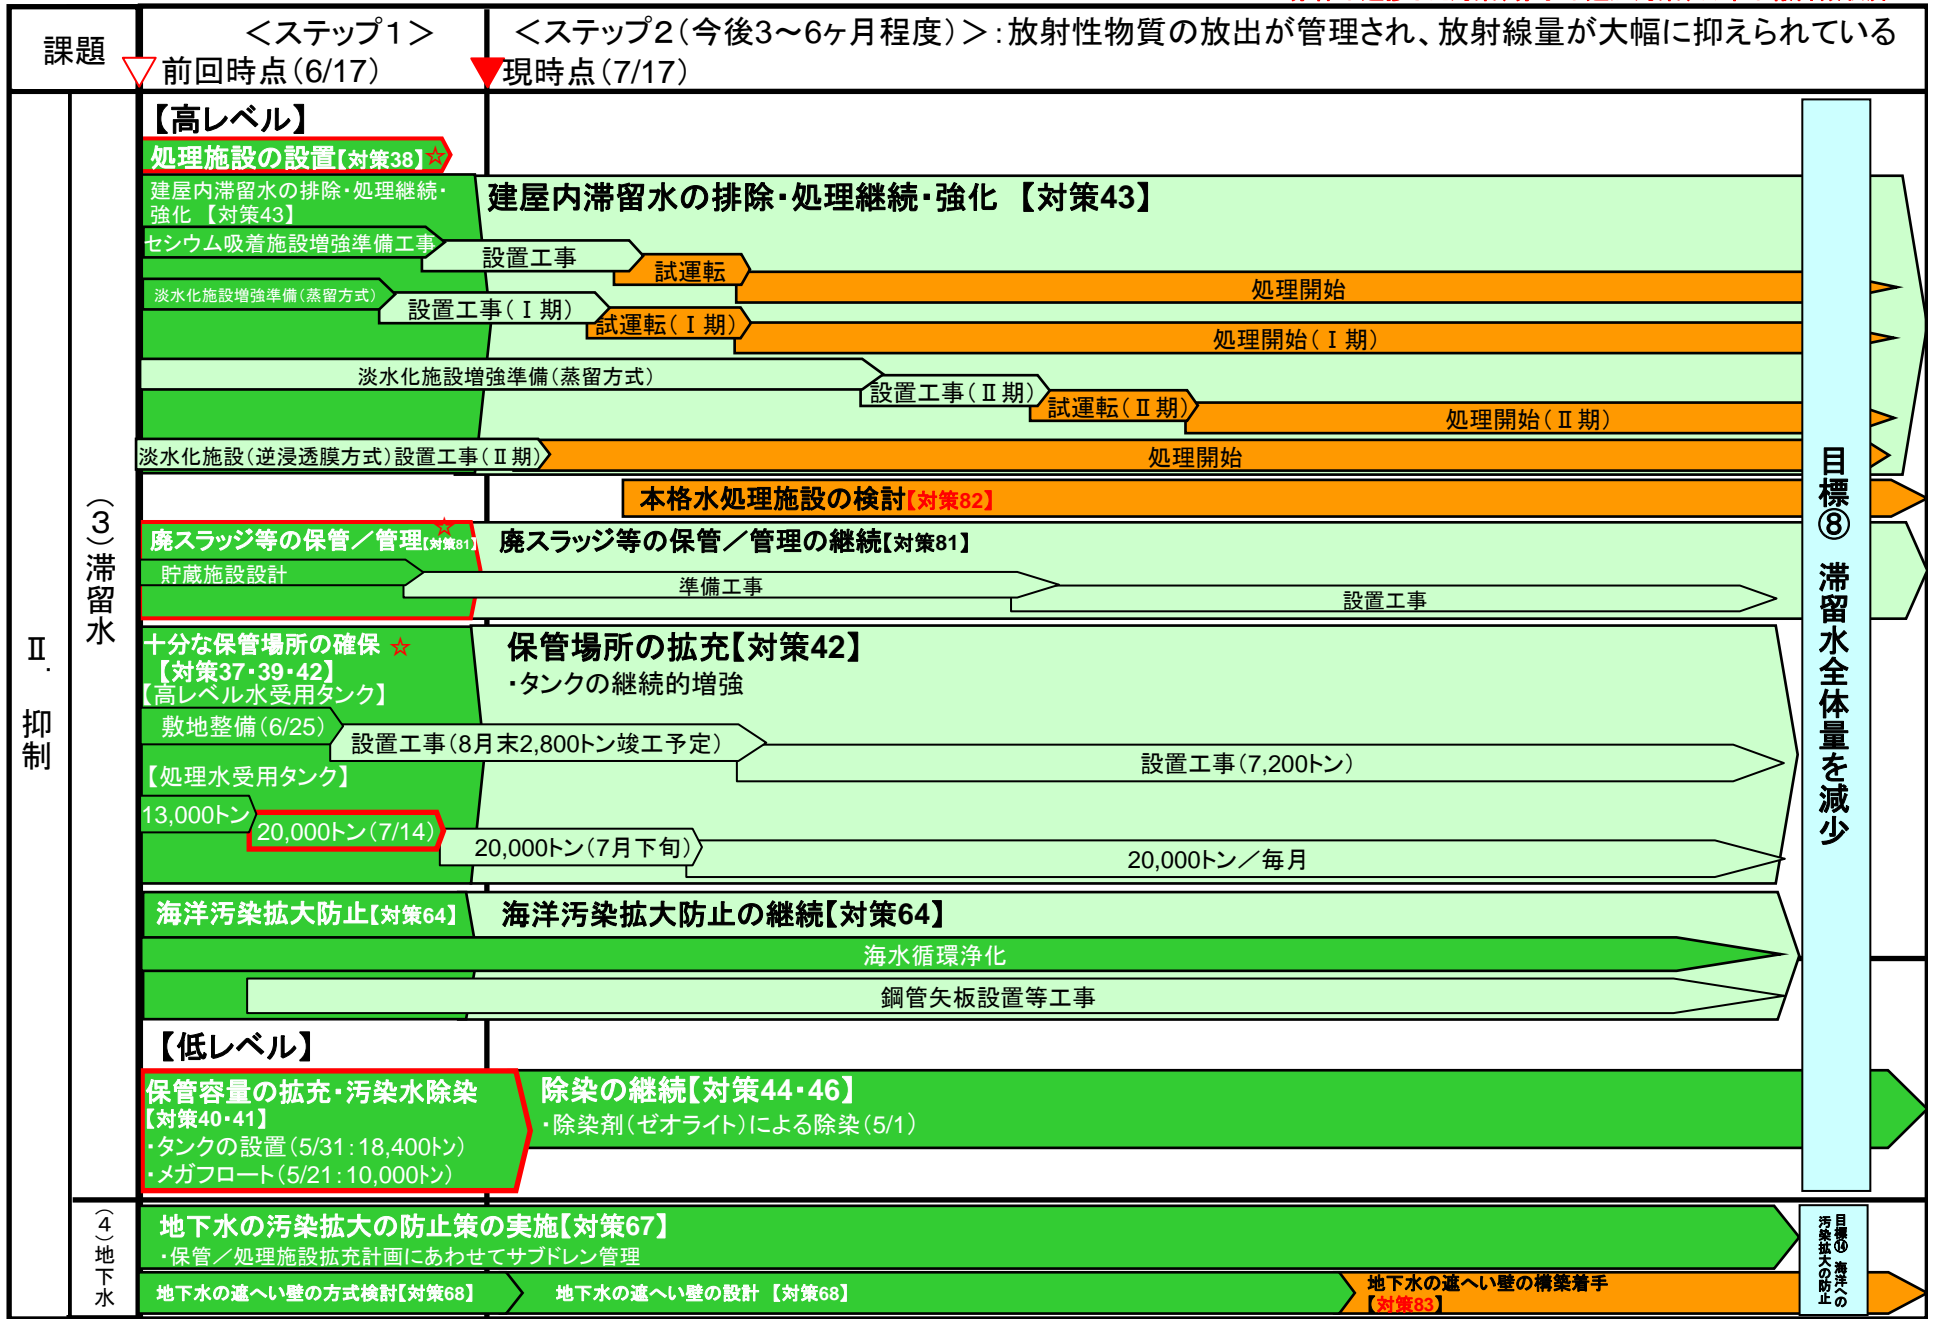 課題
＜ステップ１＞
＜ステップ２（今後3～6ヶ月程度）＞：放射性物質の放出が管理され、放射線量が大幅に抑えられている
前回時点（6/17）
現時点（7/17）
Ⅱ．抑制
（３）滞留水
【高レベル】
処理施設の設置【対策38】☆
建屋内滞留水の排除・処理継続・
強化 【対策43】
建屋内滞留水の排除・処理継続・強化 【対策43】
セシウム吸着施設増強準備工事
設置工事
試運転
処理開始
淡水化施設増強準備（蒸留方式）
設置工事（Ⅰ期）
試運転（Ⅰ期）
処理開始（Ⅰ期）
淡水化施設増強準備（蒸留方式）
設置工事（Ⅱ期）
試運転（Ⅱ期）
処理開始（Ⅱ期）
淡水化施設（逆浸透膜方式）設置工事（Ⅱ期）
処理開始
本格水処理施設の検討【対策82】
廃スラッジ等の保管／管理【対策81】
☆
廃スラッジ等の保管／管理の継続【対策81】
貯蔵施設設計
準備工事
設置工事
十分な保管場所の確保 ☆
【対策37・39・42】
保管場所の拡充【対策42】
・タンクの継続的増強
【高レベル水受用タンク】
敷地整備（6/25）
設置工事（8月末2,800トン竣工予定）
設置工事（7,200トン）
【処理水受用タンク】
13,000トン
20,000トン（7/14）
20,000トン（7月下旬）
20,000トン／毎月
海洋汚染拡大防止【対策64】
海洋汚染拡大防止の継続【対策64】
海水循環浄化
鋼管矢板設置等工事
【低レベル】
保管容量の拡充・汚染水除染
【対策40・41】
・タンクの設置（5/31：18,400トン）
・メガフロート（5/21：10,000トン）
除染の継続【対策44・46】
・除染剤（ゼオライト）による除染（5/1）
目標⑧ 滞留水全体量を減少
（４）地下水
地下水の汚染拡大の防止策の実施【対策67】
・保管／処理施設拡充計画にあわせてサブドレン管理
地下水の遮へい壁の方式検討【対策68】
地下水の遮へい壁の設計 【対策68】
地下水の遮へい壁の構築着手
【対策83】
目標⑭ 海洋への
汚染拡大の防止